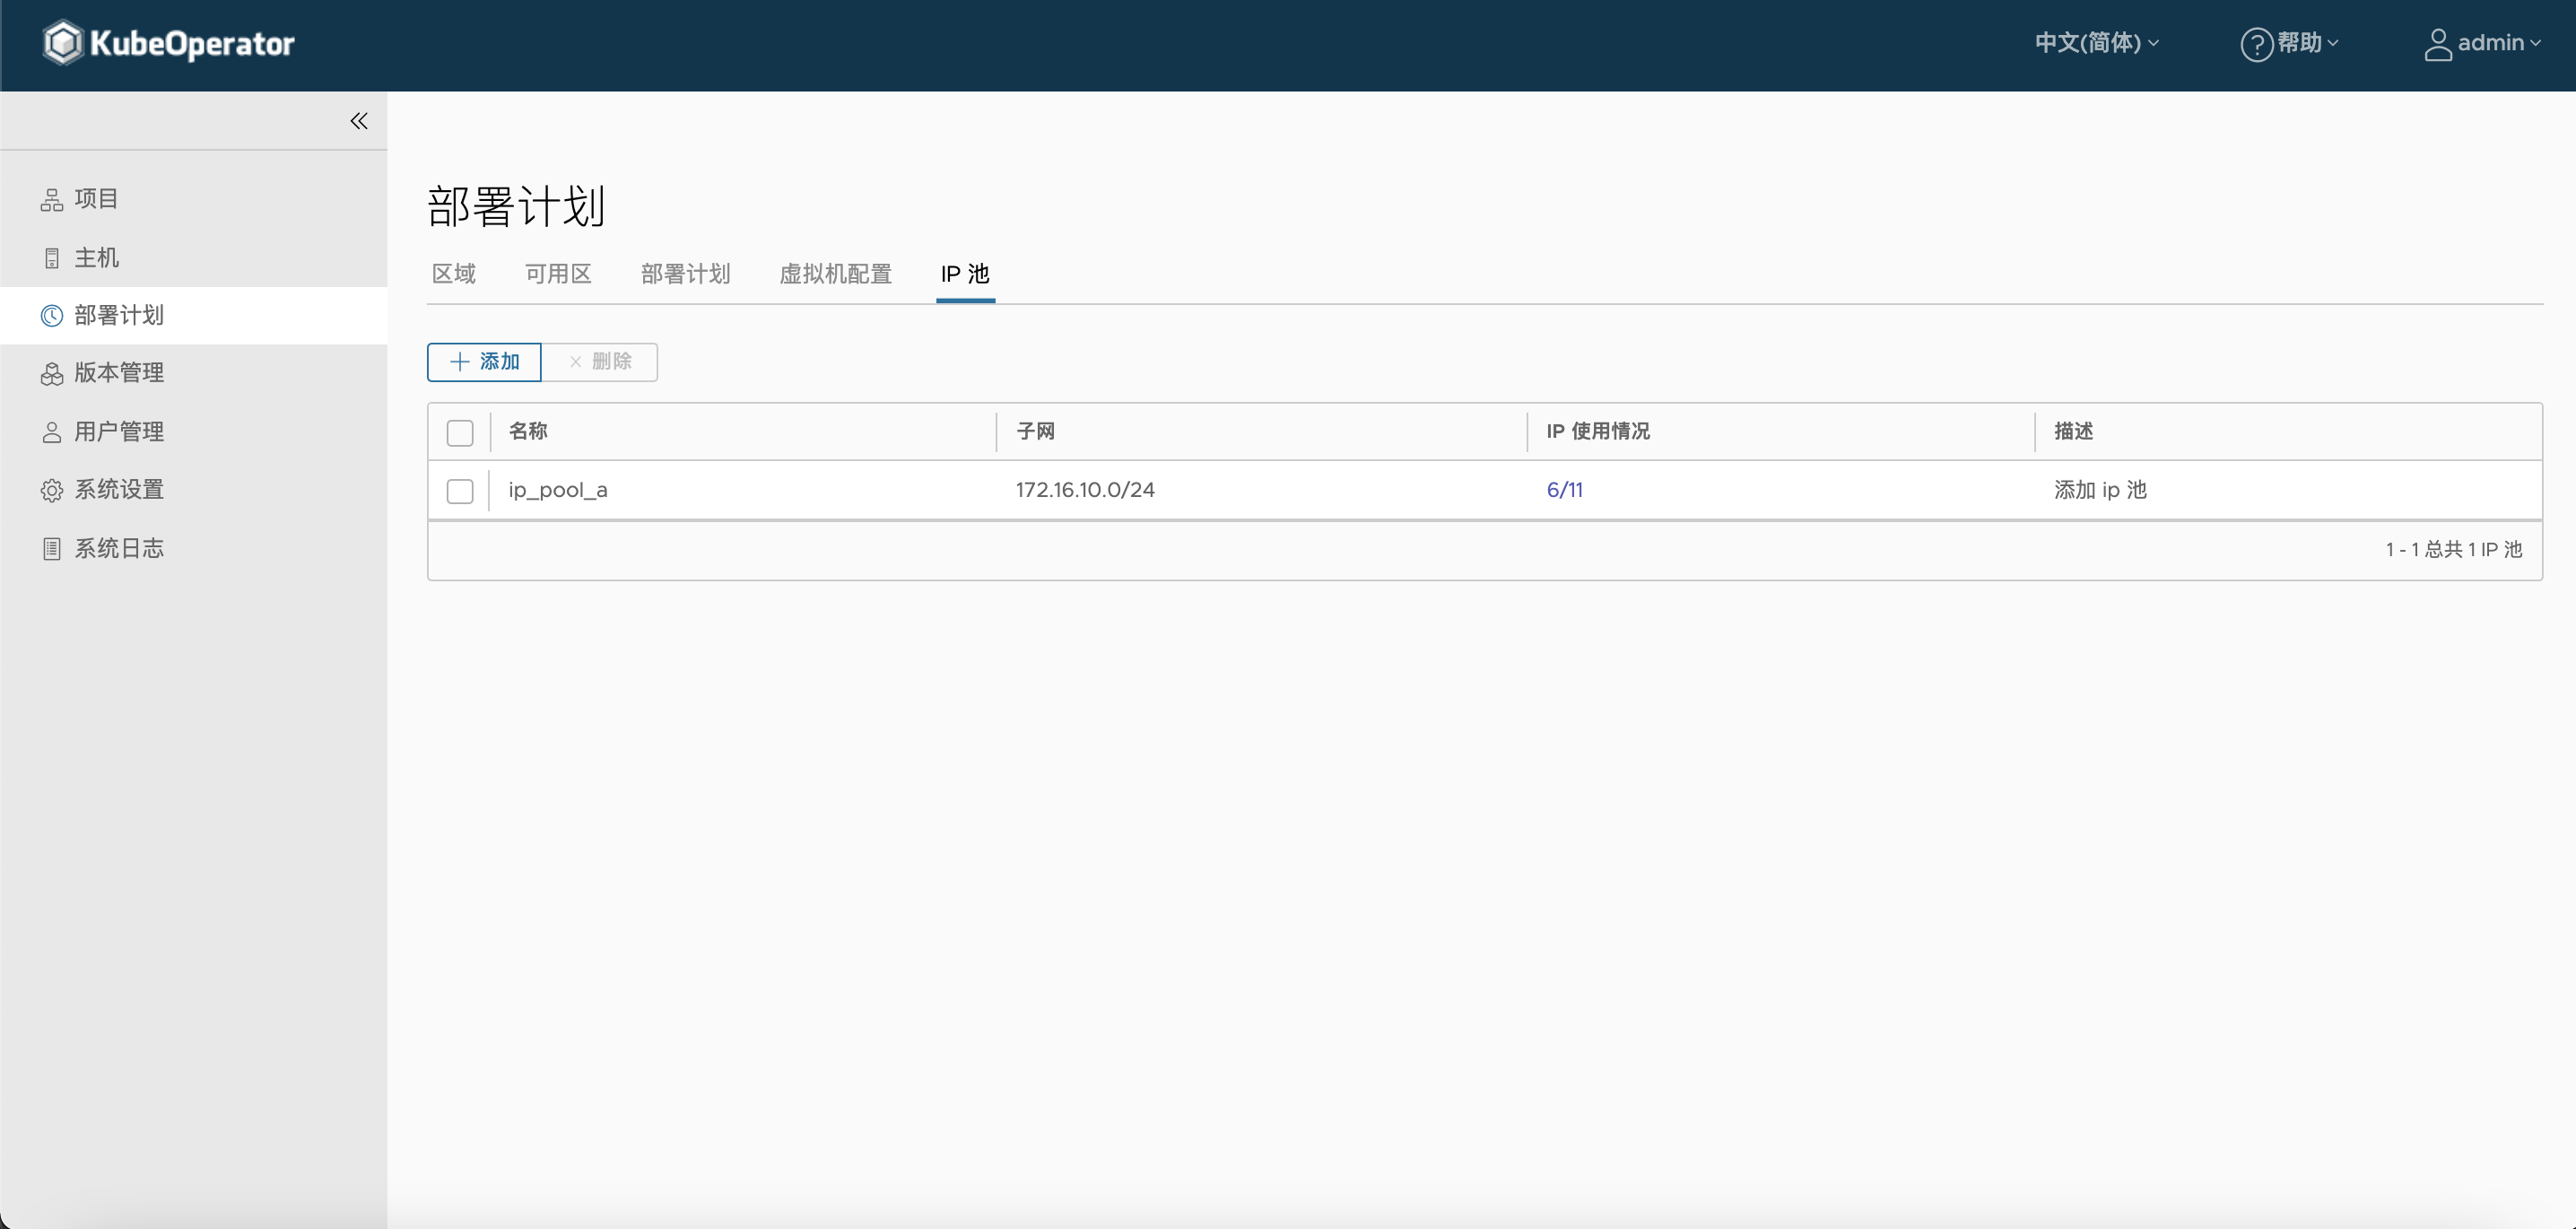 KubeOperator
中文(简体)
帮助
admin
项目
主机
部署计划
版本管理
用户管理
系统设置
系统日志
部署计划
区域 可用区 部署计划 虚拟机配置 IP 池
添加 删除
名称 子网 IP 使用情况 描述
ip_pool_a 172.16.10.0/24 6/11 添加 ip 池
1 - 1 总共 1 IP 池